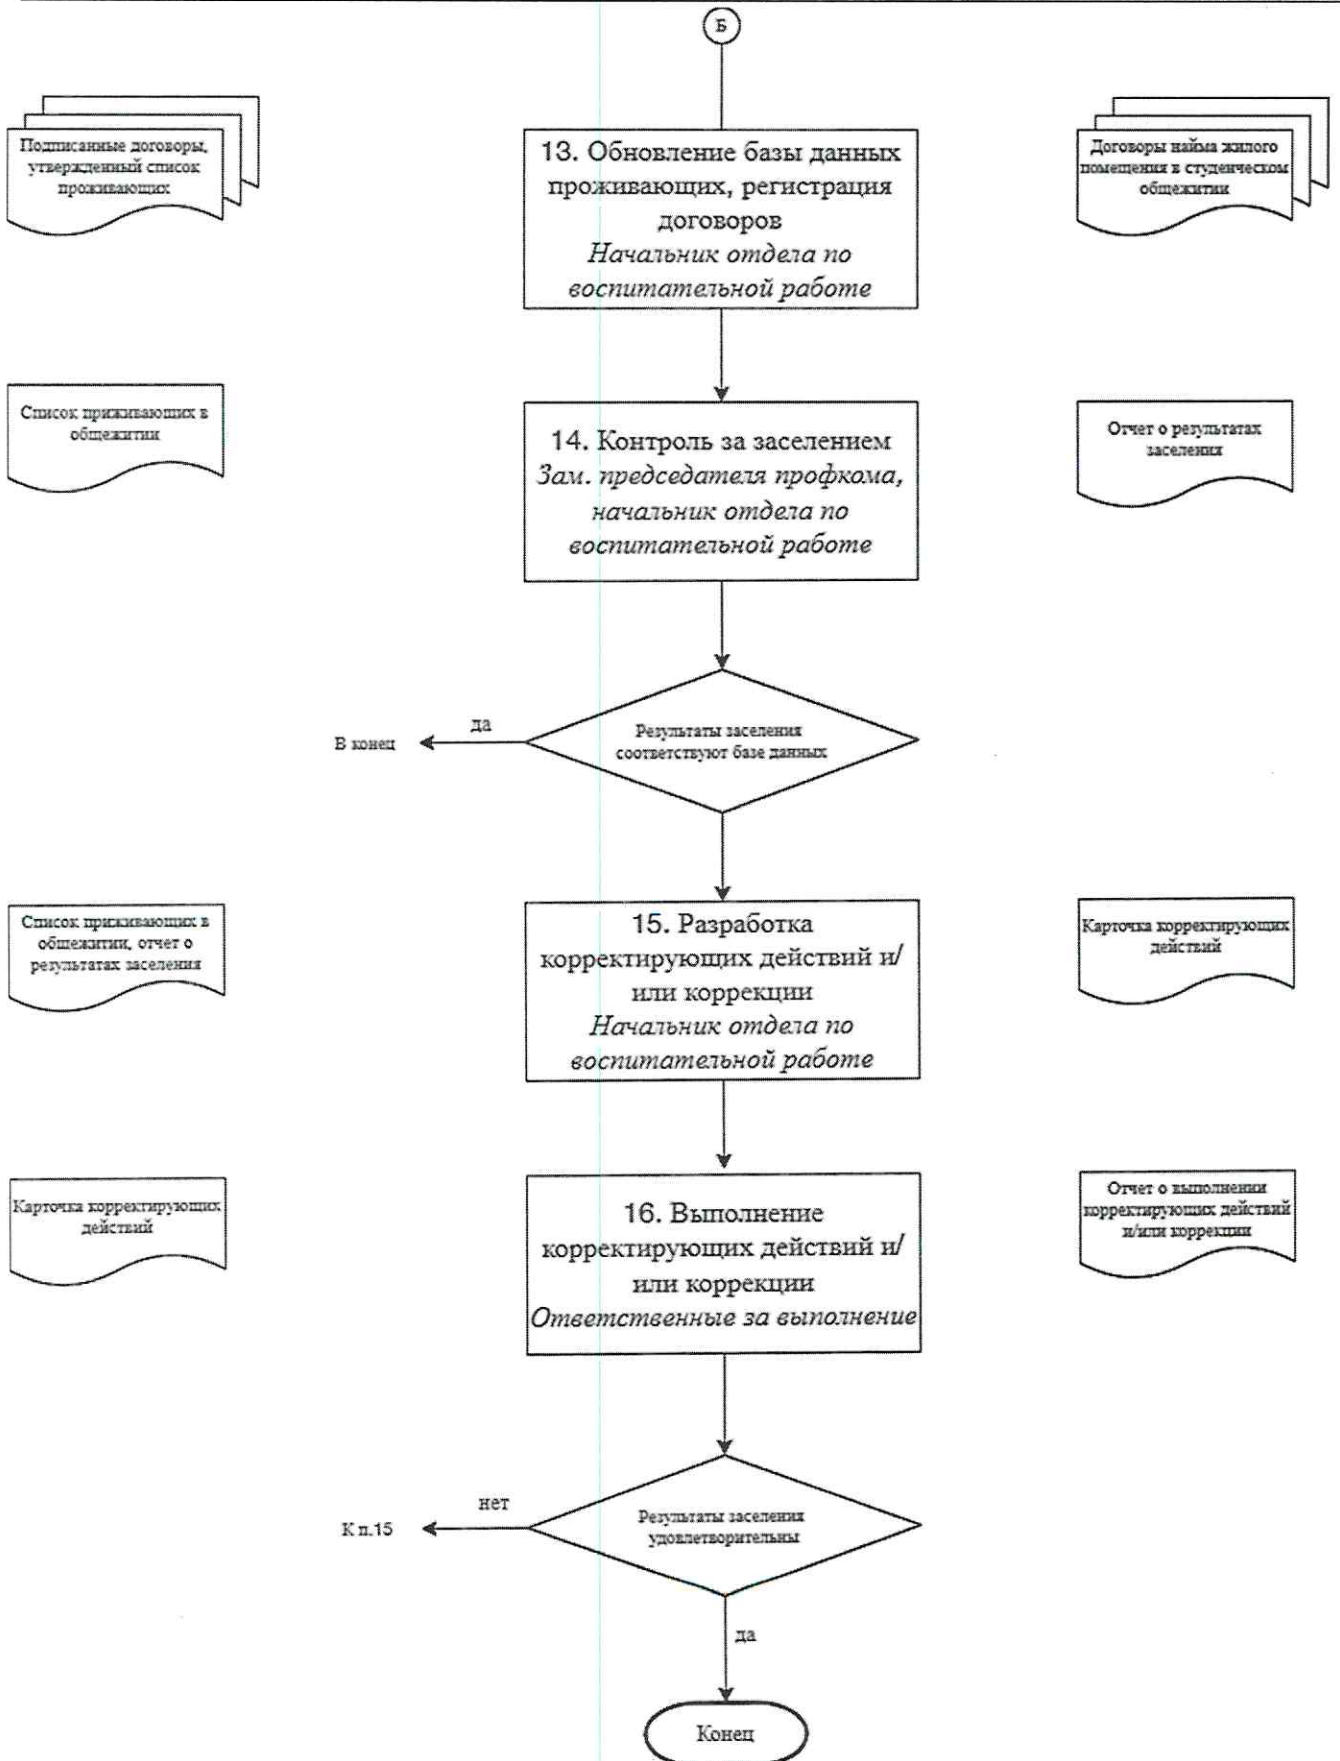 Б
Подписанные договоры,
утвержденный список
проживающих
13. Обновление базы данных
проживающих, регистрация
договоров
Начальник отдела по
воспитательной работе
Договоры найма жилого
помещения в студенческом
общежитии
Список приживающих в
общежитии
14. Контроль за заселением
Зам. председателя профкома,
начальник отдела по
воспитательной работе
Отчет о результатах
заселения
Результаты заселения
соответствуют базе данных
да
В конец
Список приживающих в
общежитии, отчет о
результатах заселения
15. Разработка
корректирующих действий и/
или коррекции
Начальник отдела по
воспитательной работе
Карточка корректирующих
действий
Карточка корректирующих
действий
16. Выполнение
корректирующих действий и/
или коррекции
Ответственные за выполнение
Отчет о выполнении
корректирующих действий
и/или коррекции
Результаты заселения
удовлетворительны
нет
К п.15
да
Конец